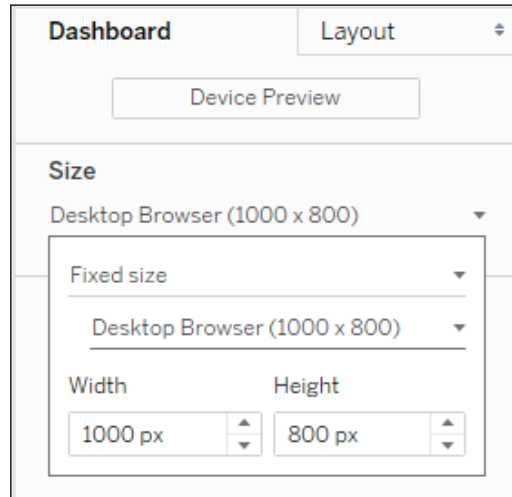 Dashboard Layout
Device Preview
Size
Desktop Browser (1000 x 800)
Fixed size
Desktop Browser (1000 x 800)
Width Height
1000 px 800 px